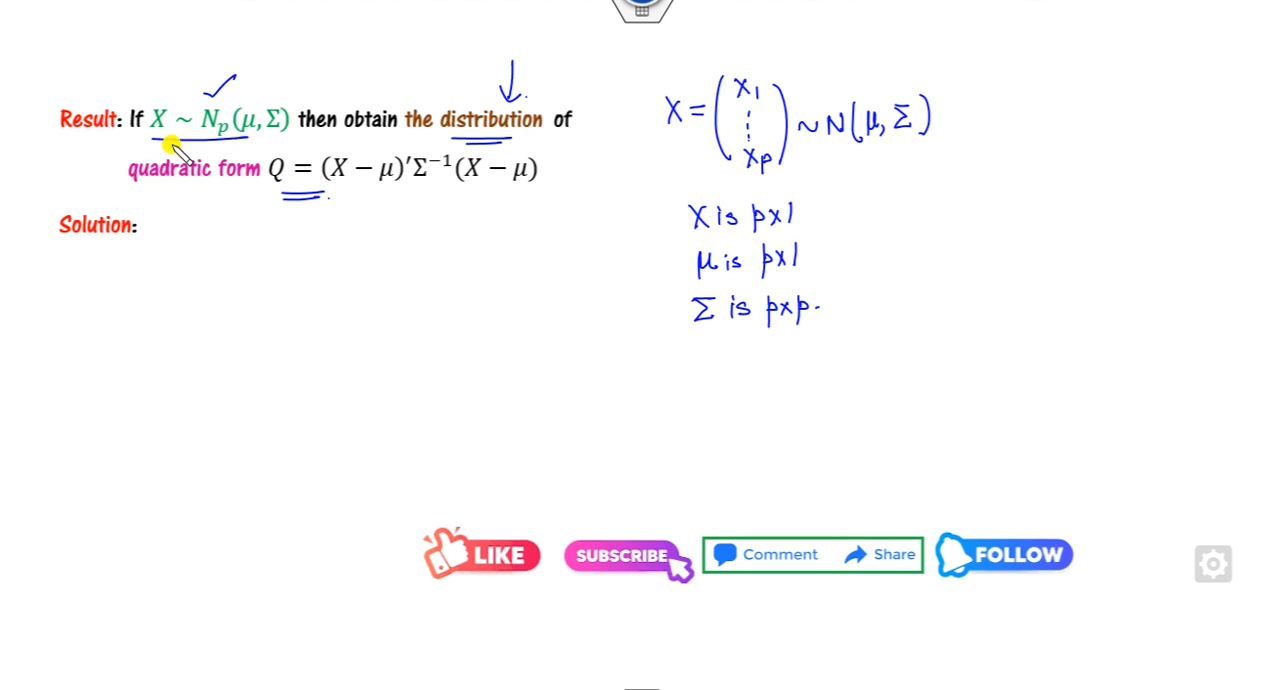 Result: If X ~ Nₚ(μ, Σ) then obtain the distribution of
quadratic form Q = (X − μ)′Σ⁻¹(X − μ)
Solution:
X = (X₁ ⋮ Xₚ) ~ N(μ, Σ)
X is p×1
μ is p×1
Σ is p×p.
LIKE
SUBSCRIBE
Comment
Share
FOLLOW